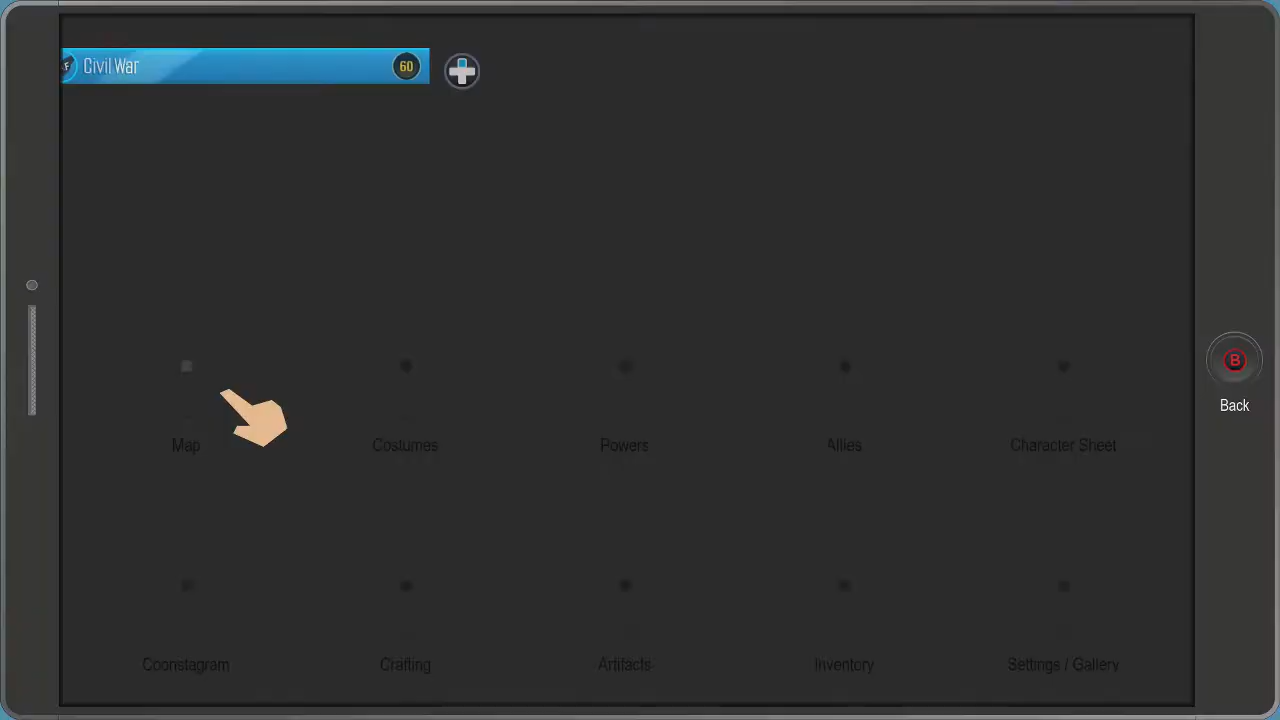 F Civil War 60
B
Back
Map Costumes Powers Allies Character Sheet
Coonstagram Crafting Artifacts Inventory Settings / Gallery